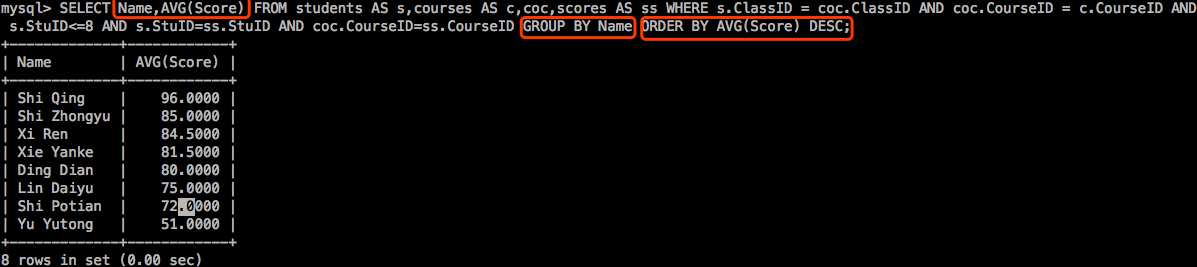 mysql> SELECT Name,AVG(Score) FROM students AS s,courses AS c,coc,scores AS ss WHERE s.ClassID = coc.ClassID AND coc.CourseID = c.CourseID AND
 s.StuID<=8 AND s.StuID=ss.StuID AND coc.CourseID=ss.CourseID GROUP BY Name ORDER BY AVG(Score) DESC;
+-------------+------------+
| Name        | AVG(Score) |
+-------------+------------+
| Shi Qing    |    96.0000 |
| Shi Zhongyu |    85.0000 |
| Xi Ren      |    84.5000 |
| Xie Yanke   |    81.5000 |
| Ding Dian   |    80.0000 |
| Lin Daiyu   |    75.0000 |
| Shi Potian  |    72.0000 |
| Yu Yutong   |    51.0000 |
+-------------+------------+
8 rows in set (0.00 sec)